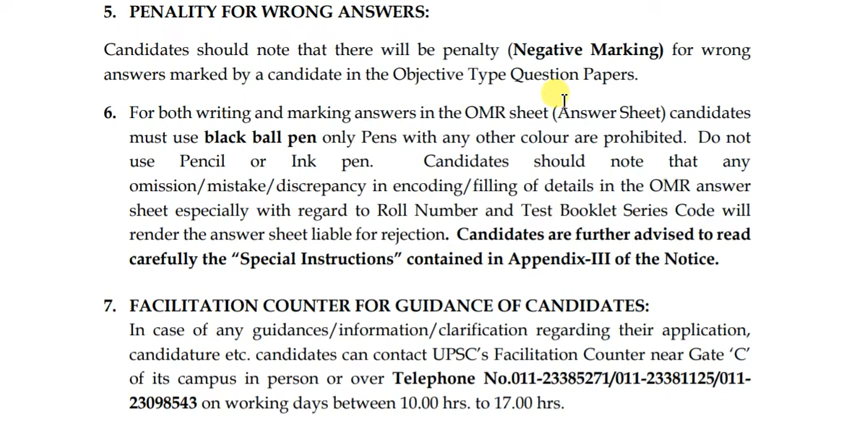 5. PENALITY FOR WRONG ANSWERS:
Candidates should note that there will be penalty (Negative Marking) for wrong
answers marked by a candidate in the Objective Type Question Papers.
6. For both writing and marking answers in the OMR sheet (Answer Sheet) candidates
must use black ball pen only Pens with any other colour are prohibited. Do not
use Pencil or Ink pen. Candidates should note that any
omission/mistake/discrepancy in encoding/filling of details in the OMR answer
sheet especially with regard to Roll Number and Test Booklet Series Code will
render the answer sheet liable for rejection. Candidates are further advised to read
carefully the “Special Instructions” contained in Appendix-III of the Notice.
7. FACILITATION COUNTER FOR GUIDANCE OF CANDIDATES:
In case of any guidances/information/clarification regarding their application,
candidature etc. candidates can contact UPSC’s Facilitation Counter near Gate ‘C’
of its campus in person or over Telephone No.011-23385271/011-23381125/011-
23098543 on working days between 10.00 hrs. to 17.00 hrs.